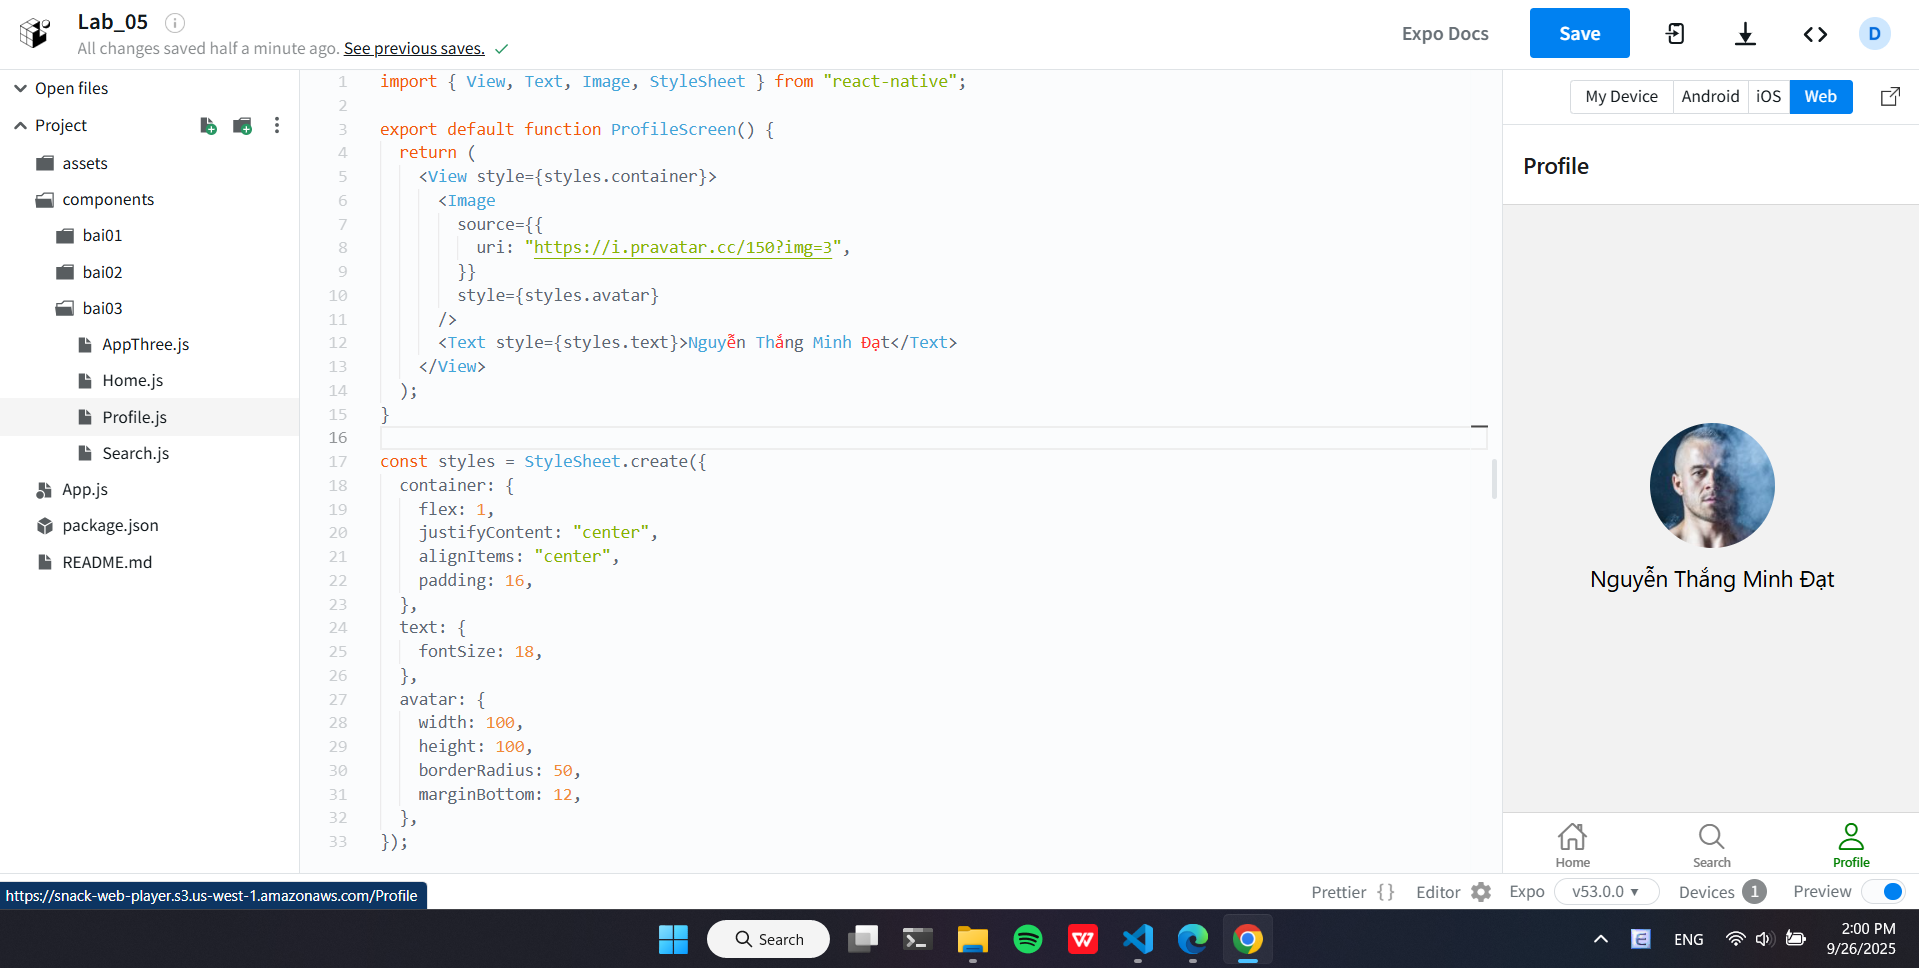 Lab_05
All changes saved half a minute ago. See previous saves.
Expo Docs
Save
D
Open files
Project
assets
components
bai01
bai02
bai03
AppThree.js
Home.js
Profile.js
Search.js
App.js
package.json
README.md
1 import { View, Text, Image, StyleSheet } from "react-native";
2
3 export default function ProfileScreen() {
4 return (
5 <View style={styles.container}>
6 <Image
7 source={{
8 uri: "https://i.pravatar.cc/150?img=3",
9 }}
10 style={styles.avatar}
11 />
12 <Text style={styles.text}>Nguyễn Thắng Minh Đạt</Text>
13 </View>
14 );
15 }
16
17 const styles = StyleSheet.create({
18 container: {
19 flex: 1,
20 justifyContent: "center",
21 alignItems: "center",
22 padding: 16,
23 },
24 text: {
25 fontSize: 18,
26 },
27 avatar: {
28 width: 100,
29 height: 100,
30 borderRadius: 50,
31 marginBottom: 12,
32 },
33 });
My Device Android iOS Web
Profile
Nguyễn Thắng Minh Đạt
Home Search Profile
https://snack-web-player.s3.us-west-1.amazonaws.com/Profile
Prettier { } Editor Expo v53.0.0 Devices 1 Preview
Search
ENG
2:00 PM
9/26/2025